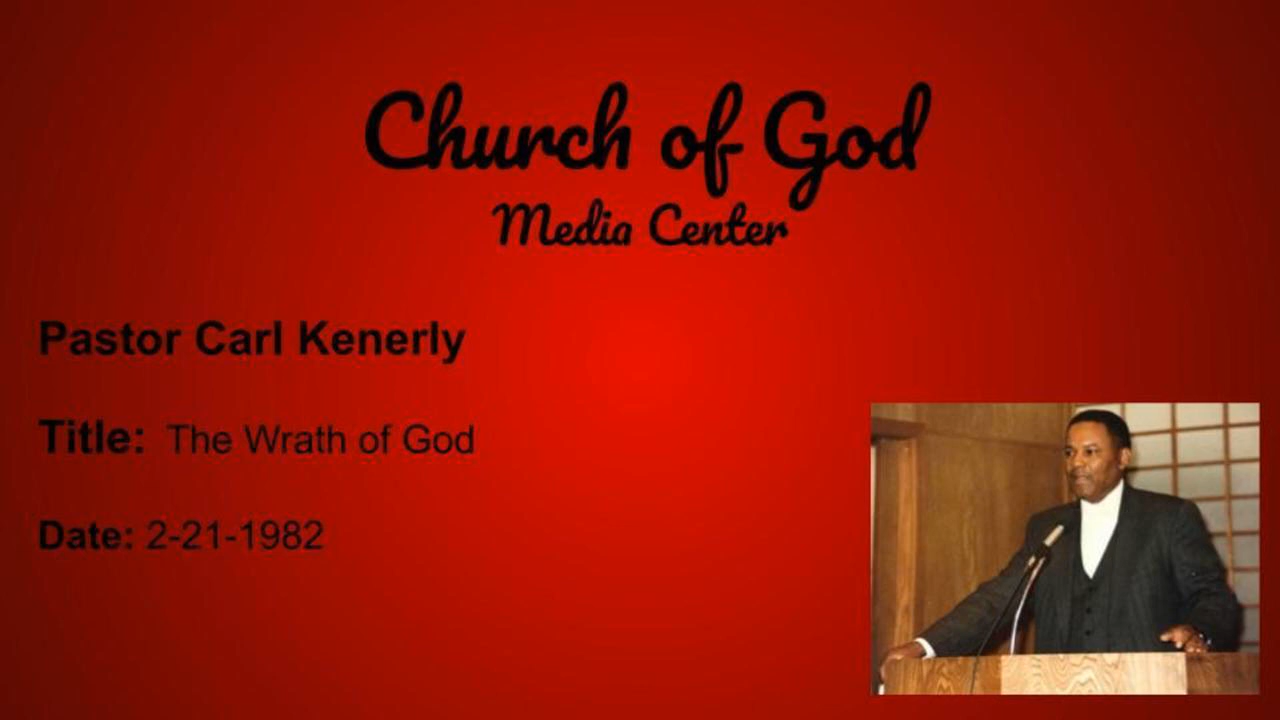 Church of God
Media Center
Pastor Carl Kenerly
Title: The Wrath of God
Date: 2-21-1982